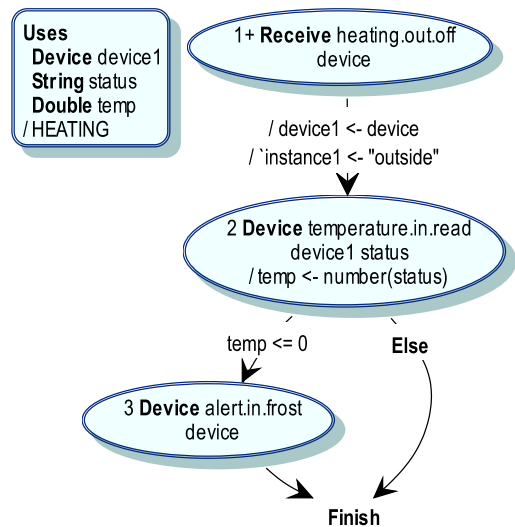 Uses
Device device1
String status
Double temp
/ HEATING
1+ Receive heating.out.off
device
/ device1 <- device
/ `instance1 <- "outside"
2 Device temperature.in.read
device1 status
/ temp <- number(status)
temp <= 0
Else
3 Device alert.in.frost
device
Finish